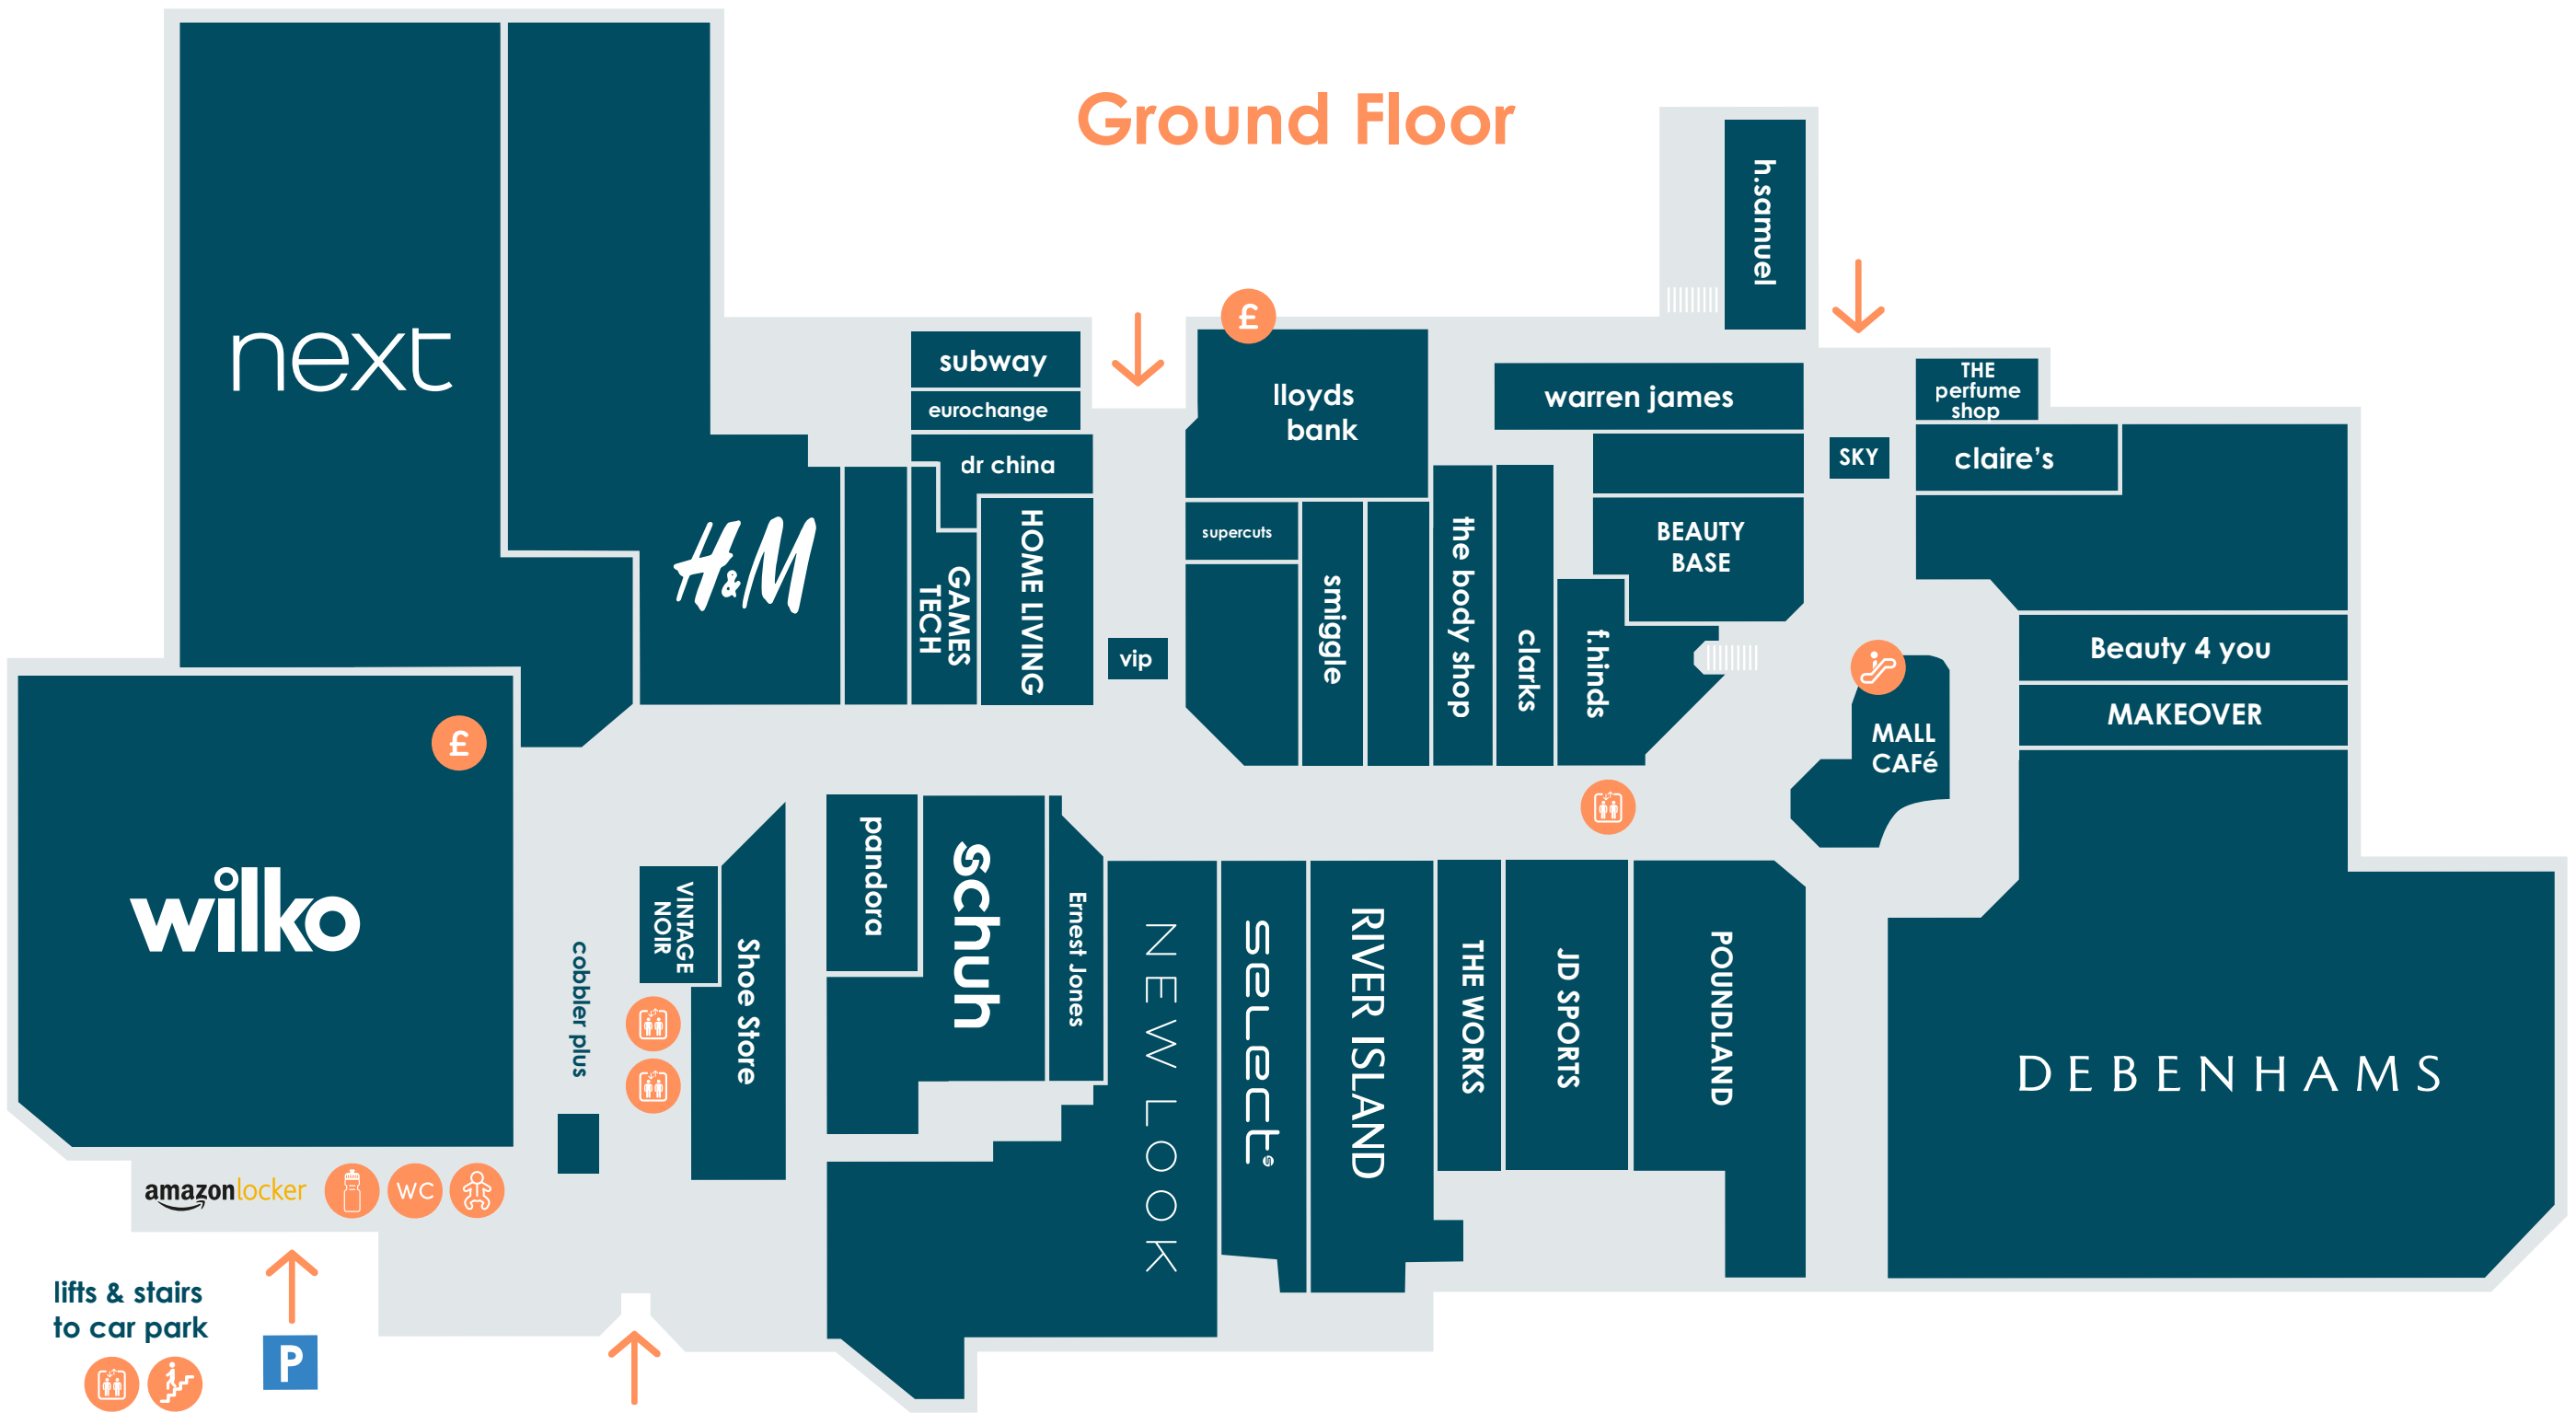 Ground Floor
h.samuel
next
subway
eurochange
dr china
£
lloyds
bank
warren james
THE
perfume
shop
SKY
claire's
H&M
GAMES
TECH
HOME LIVING
vip
supercuts
smiggle
the body shop
clarks
f.hinds
BEAUTY
BASE
Beauty 4 you
MAKEOVER
MALL
CAFé
£
wilko
cobbler plus
VINTAGE
NOIR
Shoe Store
pandora
schuh
Ernest Jones
NEW LOOK
select
RIVER ISLAND
THE WORKS
JD SPORTS
POUNDLAND
DEBENHAMS
amazonlocker
WC
lifts & stairs
to car park
P